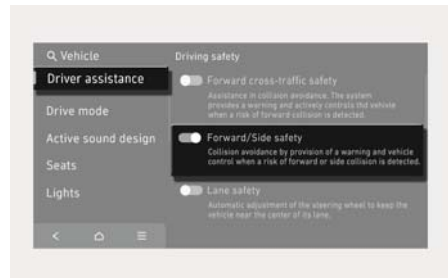 Vehicle
Driving safety
Driver assistance
Drive mode
Active sound design
Seats
Lights
Forward cross-traffic safety
Assistance in collision avoidance. The system
provides a warning and actively controls thd vehivle
when a risk of forward collision is detected.
Forward/Side safety
Collision avoidance by provision of a warning and vehicle
control when a risk of forward or side collision is detected.
Lane safety
Automatic adjustment of the steering wheel to keep the
vehicle near the center of its lane.